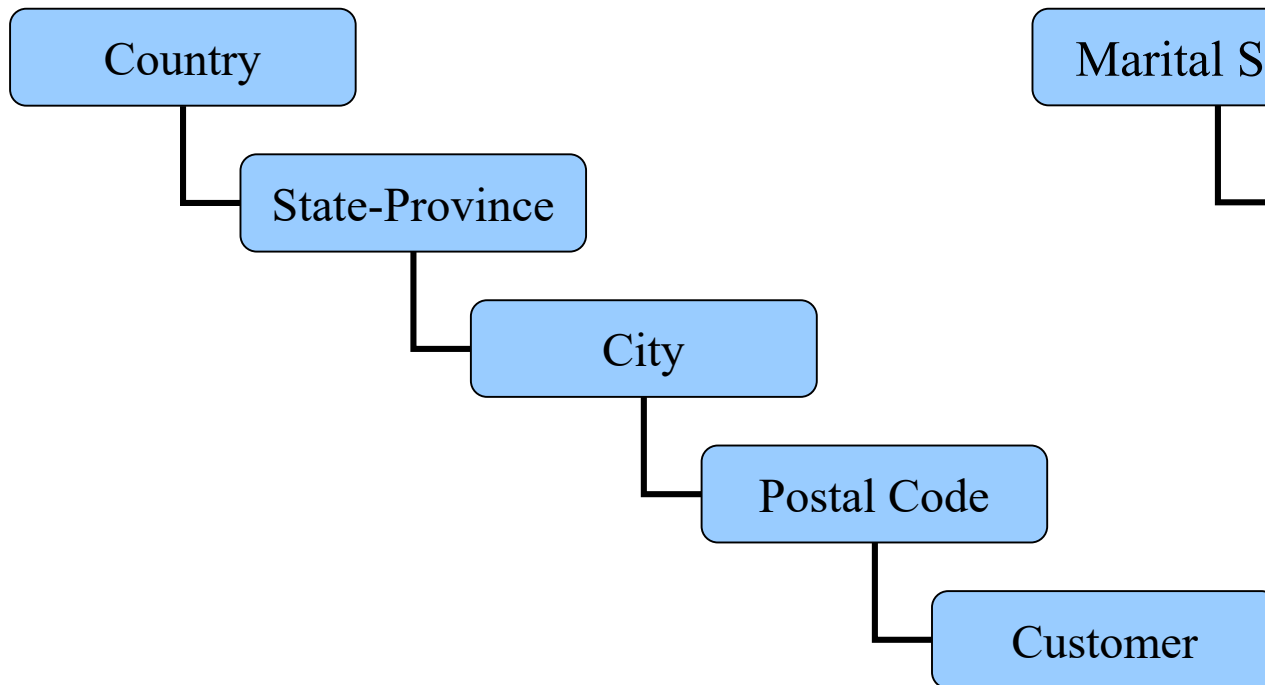 Country
Marital S
State-Province
City
Postal Code
Customer